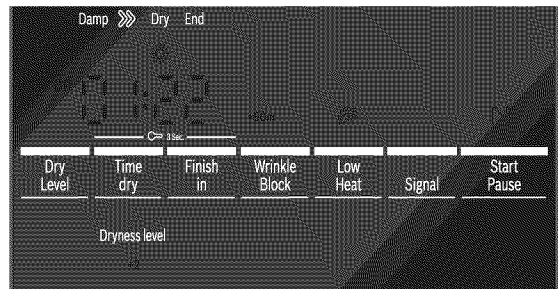 Damp Dry End
3 Sec.
Dry Level
Time dry
Finish in
Wrinkle Block
Low Heat
Signal
Start Pause
Dryness level